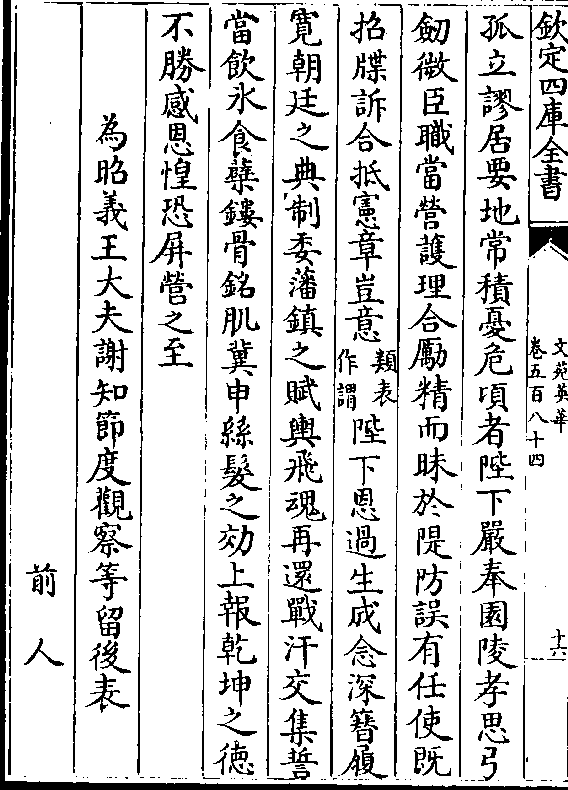 欽定四庫全書
文苑英華
卷五百八十四
十六
孤立謬居要地常積憂危頃者陛下嚴奉園陵孝思弓
劒微臣職當營護理合勵精而昧於隄防誤有任使既
招牒訴合抵憲章豈意類表作謂陛下恩過生成念深簪履
寛朝廷之典制委藩鎮之賦輿飛魂再還戰汗交集誓
當飲氷食蘗鏤骨銘肌冀申絲髮之効上報乾坤之德
不勝感恩惶恐屏營之至
為昭義王大夫謝知節度觀察等留後表
前人